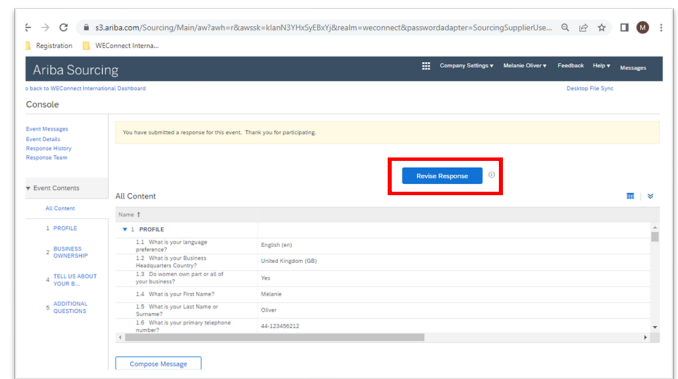 s3.ariba.com/Sourcing/Main/aw?awh=r&awssk=klanN3YHxSyEBxYj&realm=weconnect&passwordadapter=SourcingSupplierUse...
M
Registration WEConnect Interna...
Ariba Sourcing
Company Settings ▾ Melanie Oliver ▾ Feedback Help ▾ Messages
o back to WEConnect International Dashboard
Desktop File Sync
Console
Event Messages
Event Details
Response History
Response Team
You have submitted a response for this event. Thank you for participating.
Revise Response
▾ Event Contents
All Content
1 PROFILE
2 BUSINESS
OWNERSHIP
4 TELL US ABOUT
YOUR B...
5 ADDITIONAL
QUESTIONS
All Content
Name ↑
▾ 1 PROFILE
1.1 What is your language
preference?
English (en)
1.2 What is your Business
Headquarters Country?
United Kingdom (GB)
1.3 Do women own part or all of
your business?
Yes
1.4 What is your First Name?
Melanie
1.5 What is your Last Name or
Surname?
Oliver
1.6 What is your primary telephone
number?
44-123456212
Compose Message